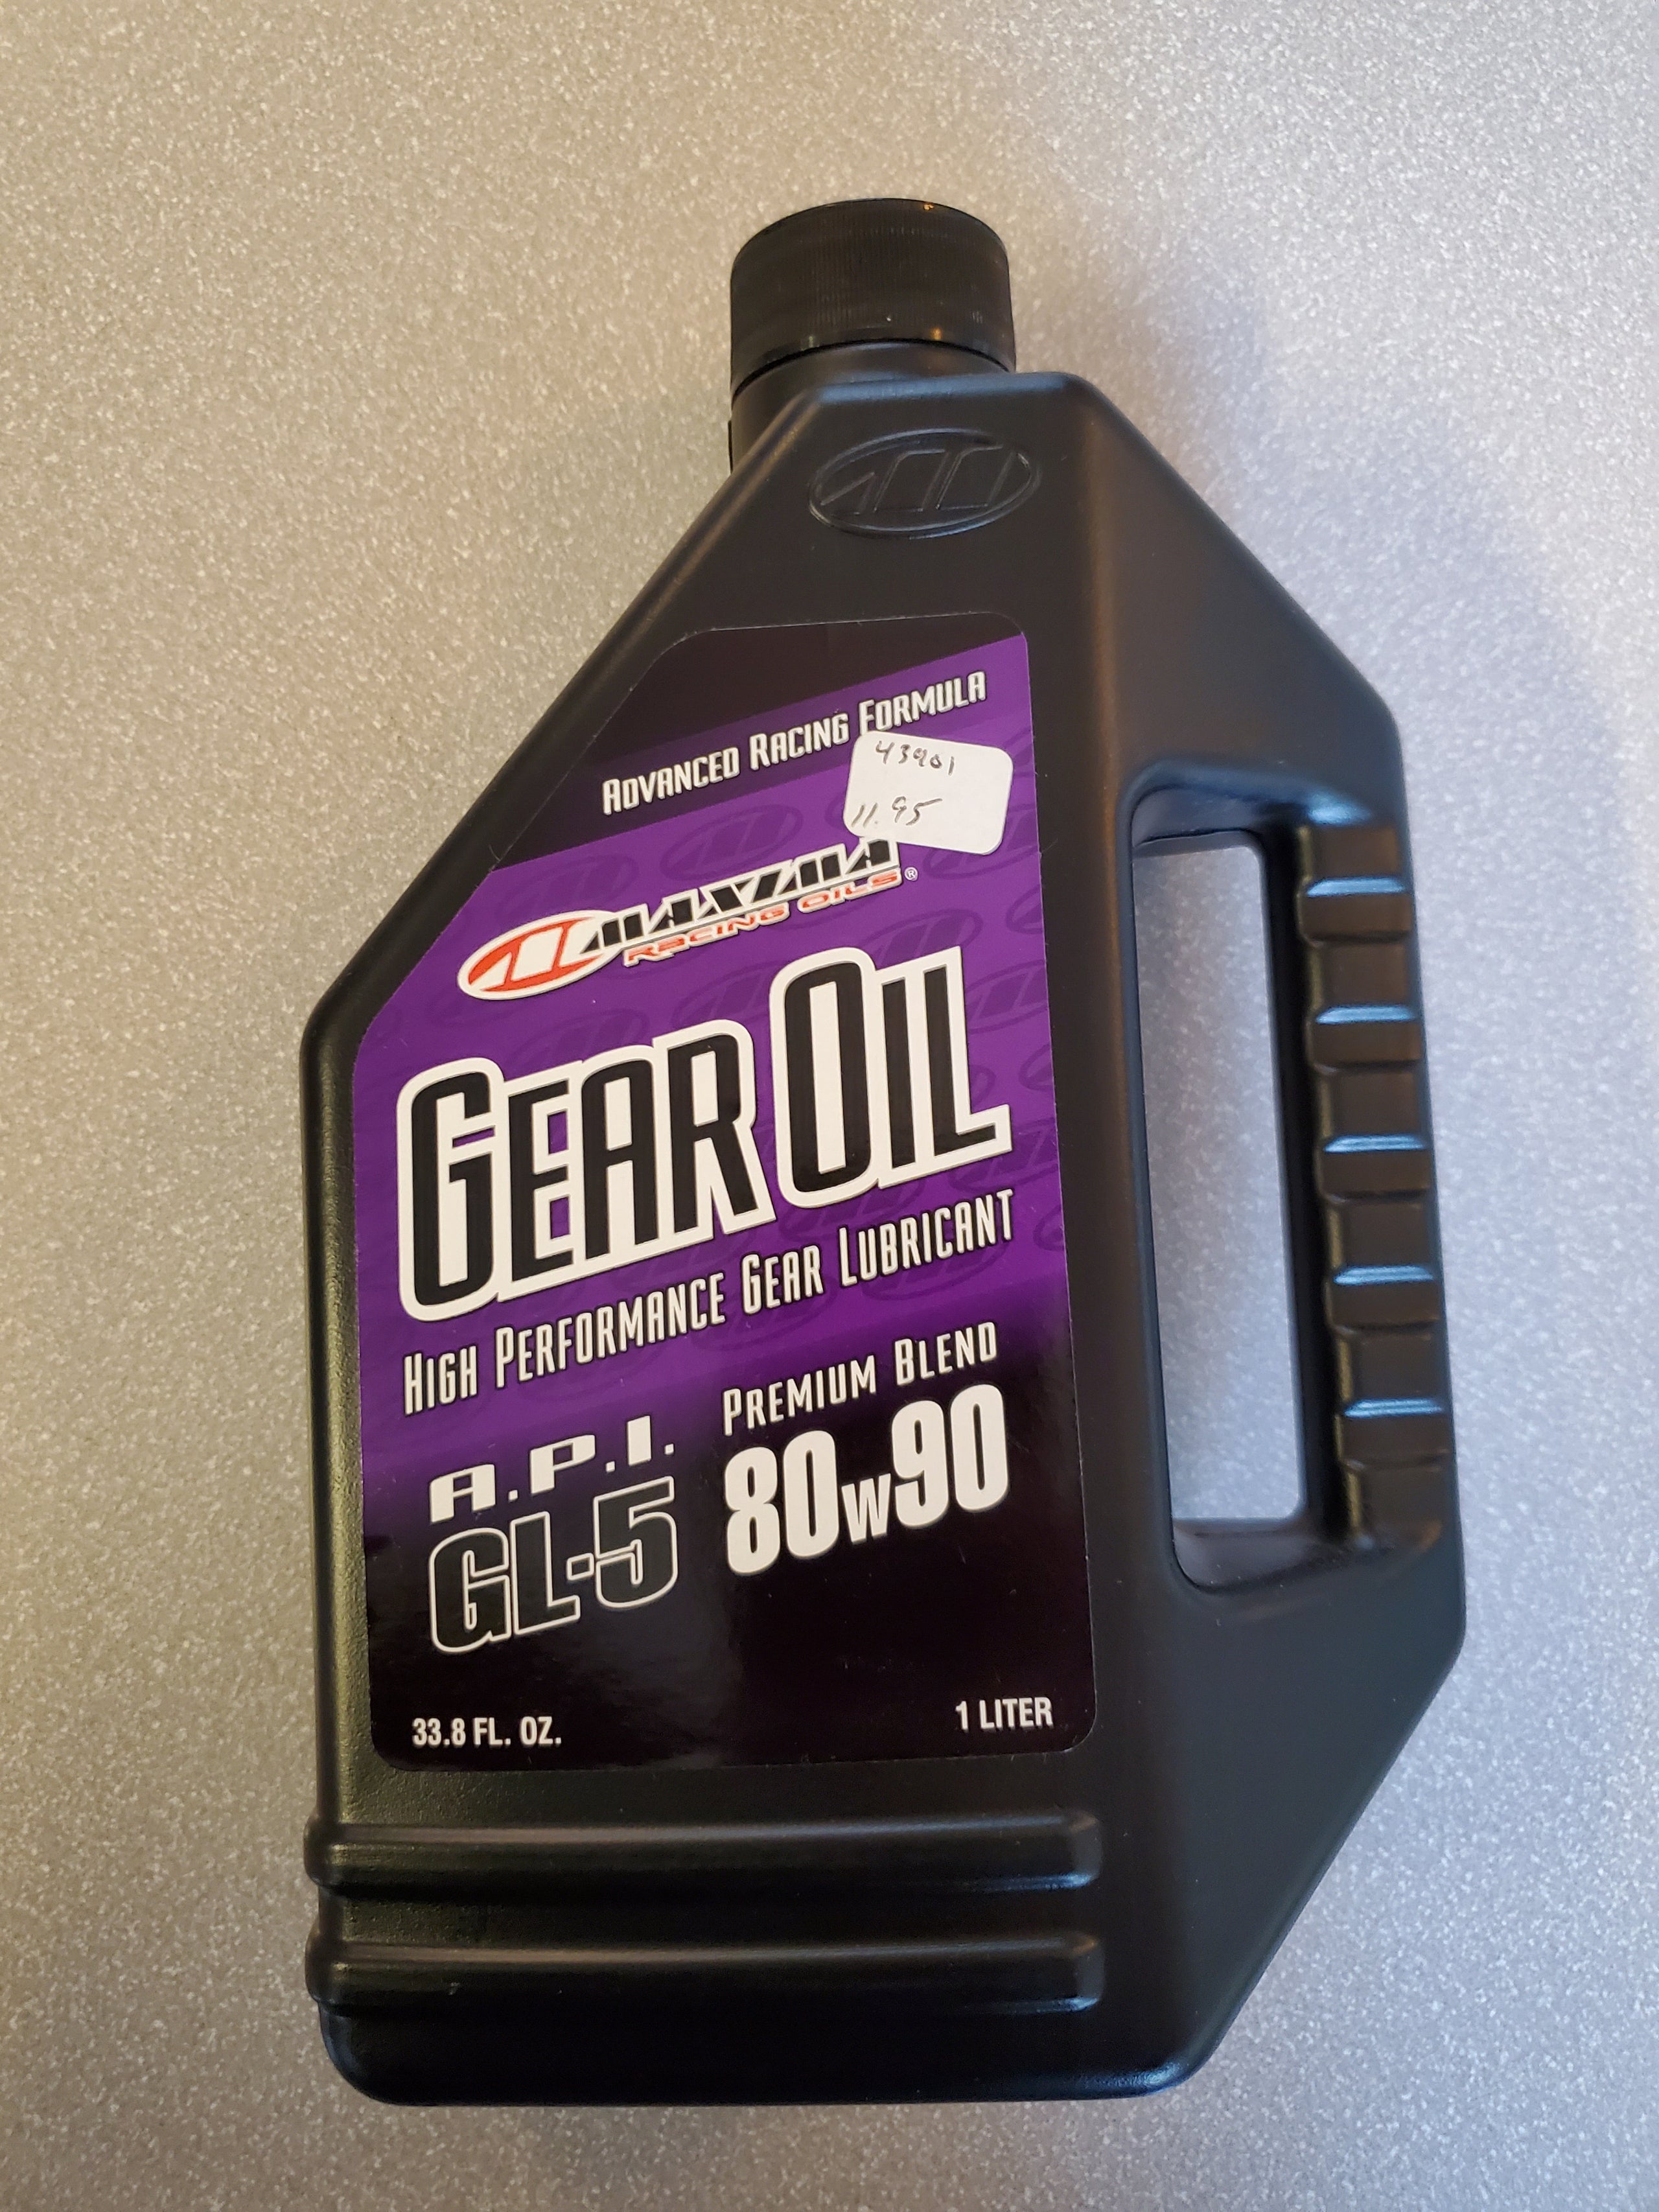 ADVANCED RACING FORMULA
43901
11.95
MAXIMA
RACING OILS®
GEAR OIL
HIGH PERFORMANCE GEAR LUBRICANT
A.P.I.
GL-5
PREMIUM BLEND
80W90
33.8 FL. OZ.
1 LITER